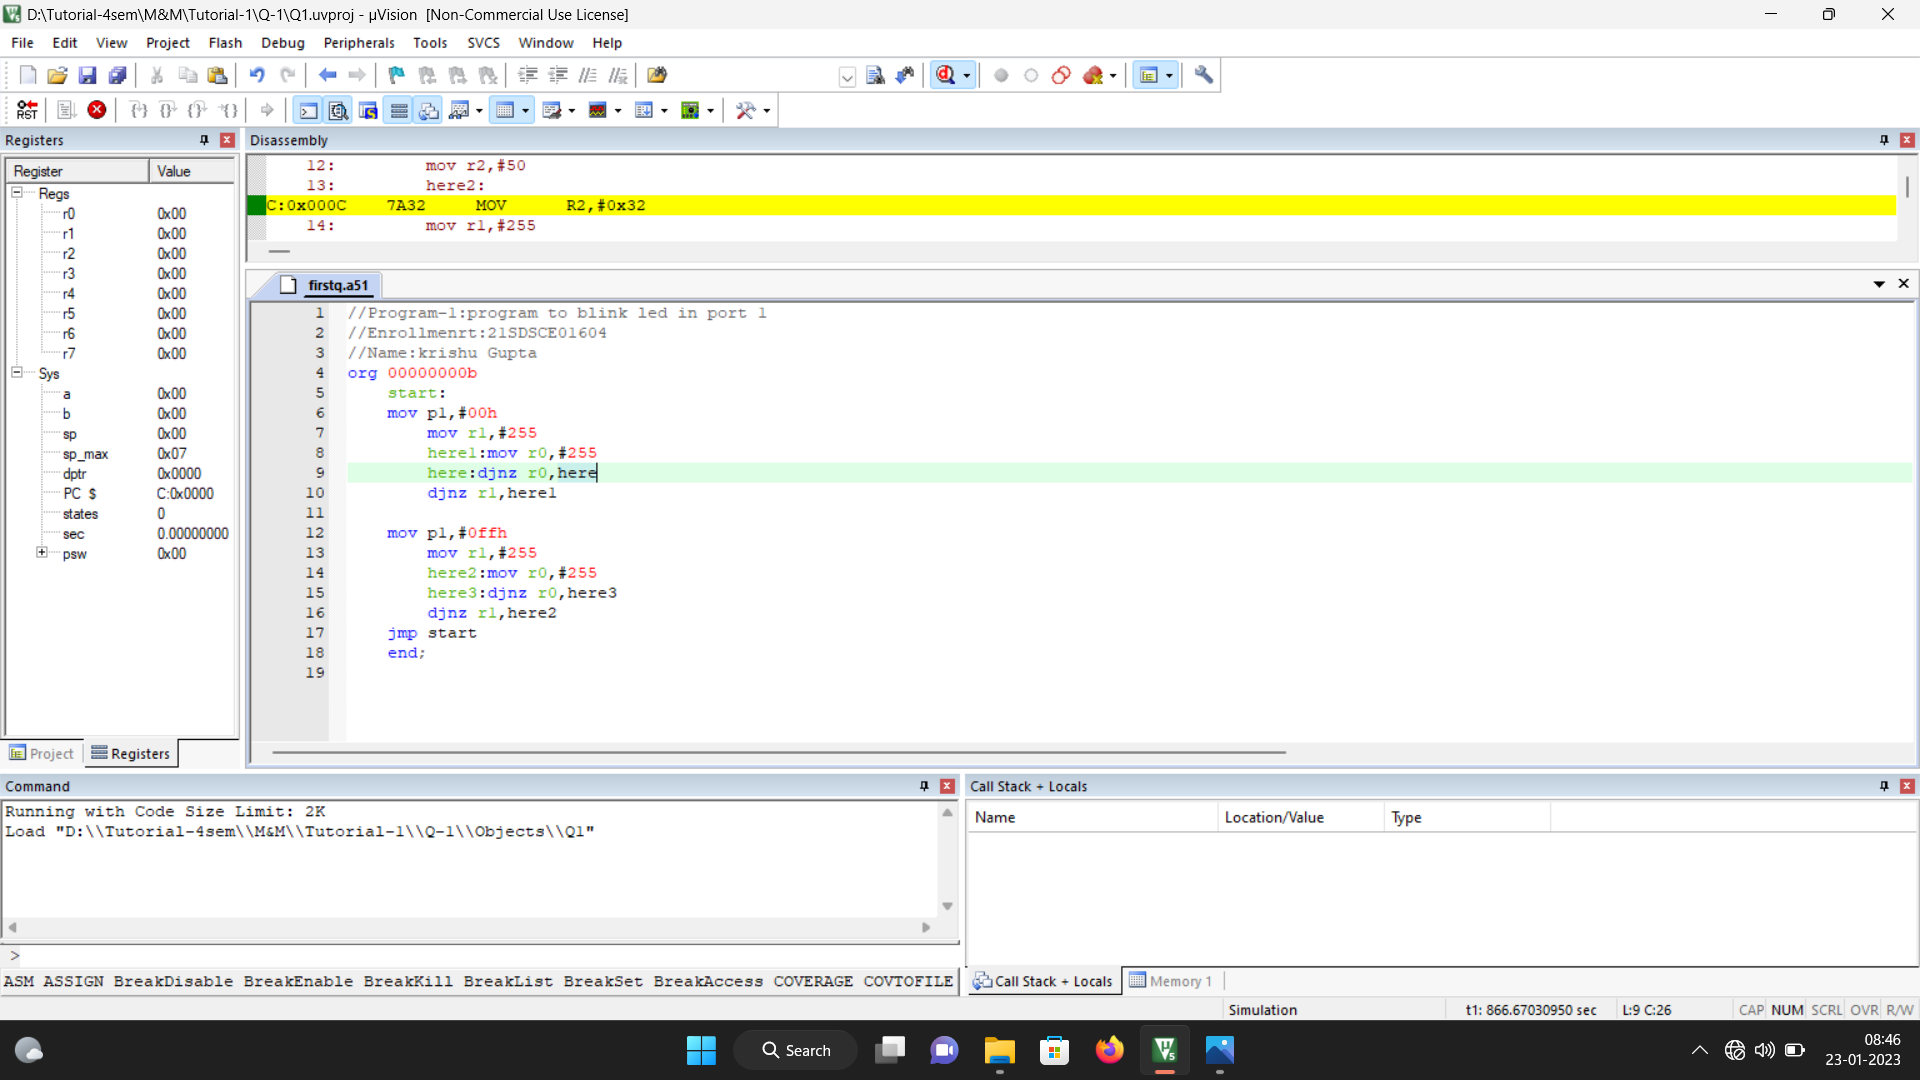 D:\Tutorial-4sem\M&M\Tutorial-1\Q-1\Q1.uvproj - µVision  [Non-Commercial Use License]
File Edit View Project Flash Debug Peripherals Tools SVCS Window Help
RST
Registers
Register Value
Regs
r0 0x00
r1 0x00
r2 0x00
r3 0x00
r4 0x00
r5 0x00
r6 0x00
r7 0x00
Sys
a 0x00
b 0x00
sp 0x00
sp_max 0x07
dptr 0x0000
PC $ C:0x0000
states 0
sec 0.00000000
psw 0x00
Project Registers
Disassembly
12: mov r2,#50
13: here2:
C:0x000C 7A32 MOV R2,#0x32
14: mov r1,#255
firstq.a51
1 //Program-1:program to blink led in port 1
2 //Enrollmenrt:21SDSCE01604
3 //Name:krishu Gupta
4 org 00000000b
5 start:
6 mov p1,#00h
7 mov r1,#255
8 here1:mov r0,#255
9 here:djnz r0,here
10 djnz r1,here1
11
12 mov p1,#0ffh
13 mov r1,#255
14 here2:mov r0,#255
15 here3:djnz r0,here3
16 djnz r1,here2
17 jmp start
18 end;
19
Command
Running with Code Size Limit: 2K
Load "D:\\Tutorial-4sem\\M&M\\Tutorial-1\\Q-1\\Objects\\Q1"
>
ASM ASSIGN BreakDisable BreakEnable BreakKill BreakList BreakSet BreakAccess COVERAGE COVTOFILE
Call Stack + Locals
Name Location/Value Type
Call Stack + Locals Memory 1
Simulation t1: 866.67030950 sec L:9 C:26 CAP NUM SCRL OVR R/W
Search
08:46
23-01-2023